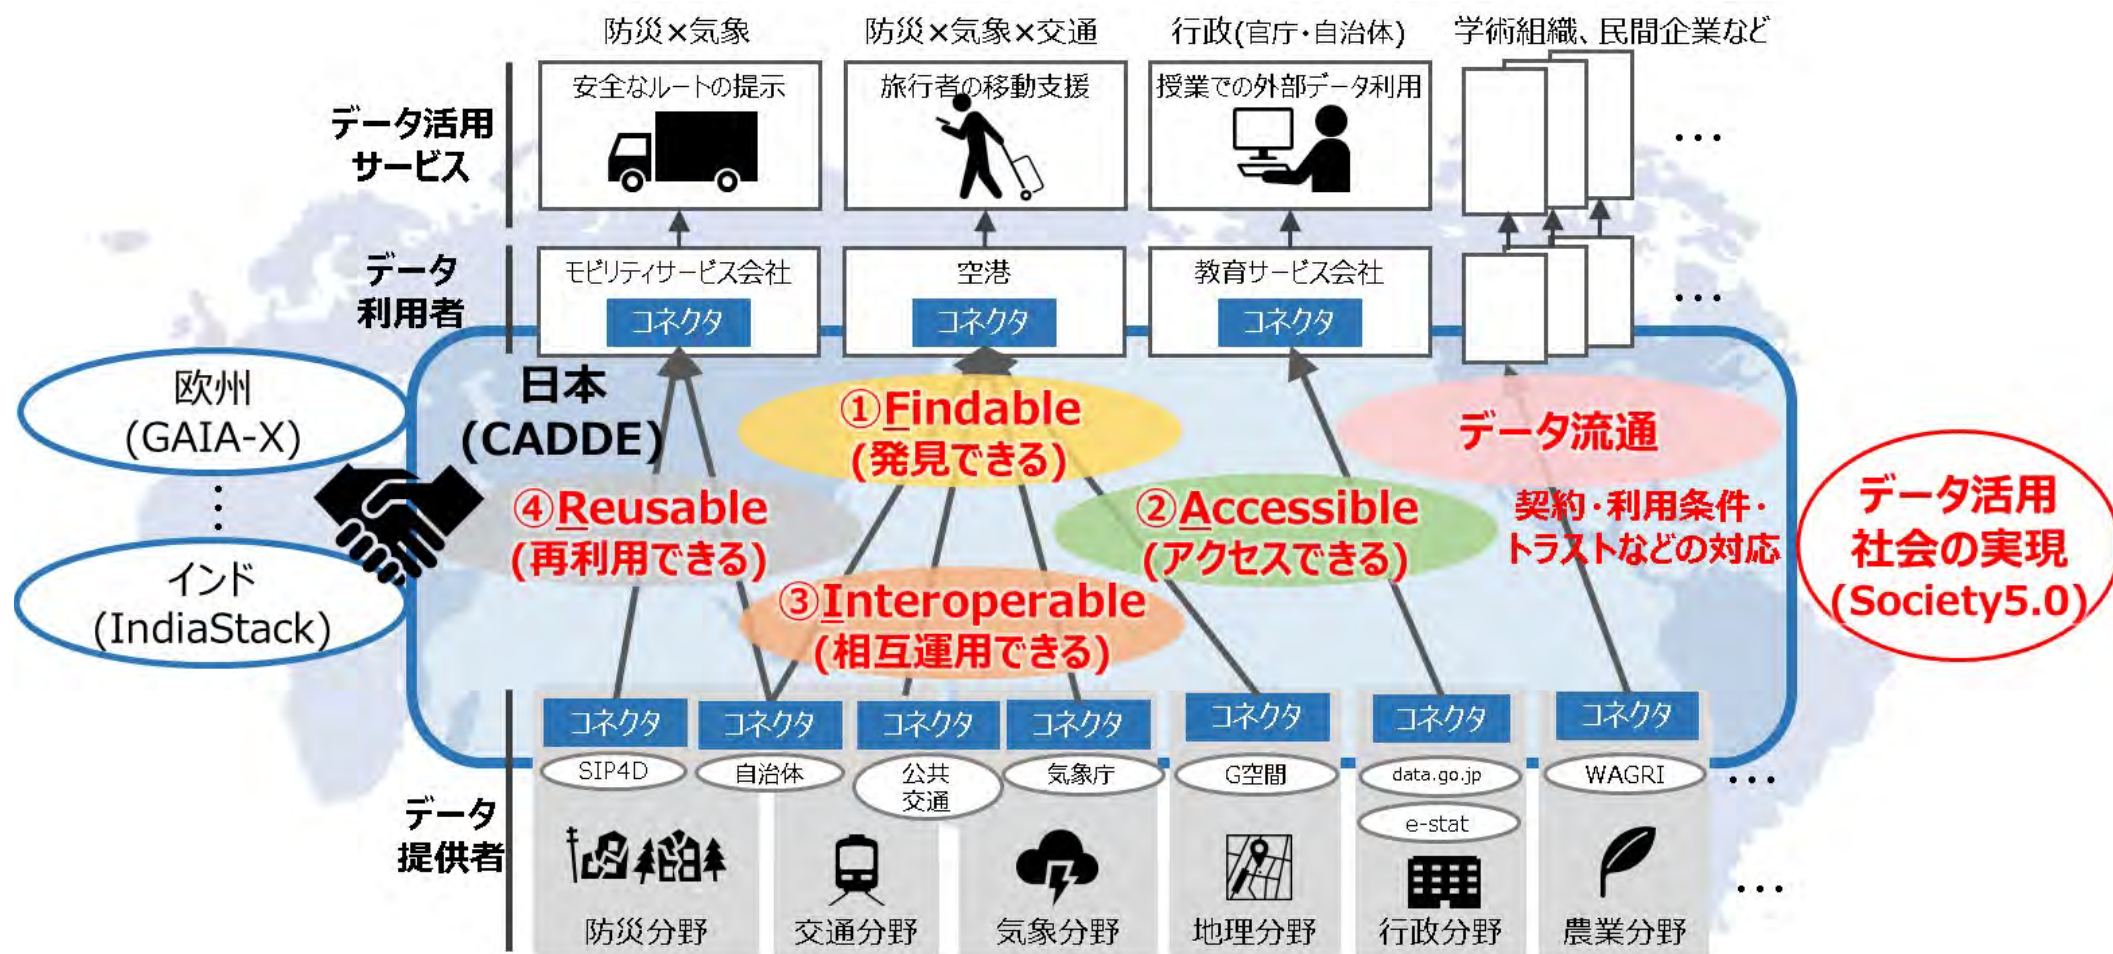 防災×気象
防災×気象×交通
行政(官庁・自治体)
学術組織、民間企業など
データ活用
サービス
安全なルートの提示
旅行者の移動支援
授業での外部データ利用
…
データ
利用者
モビリティサービス会社
コネクタ
空港
コネクタ
教育サービス会社
コネクタ
…
欧州
(GAIA-X)
⋮
インド
(IndiaStack)
日本
(CADDE)
①Findable
(発見できる)
データ流通
④Reusable
(再利用できる)
②Accessible
(アクセスできる)
契約・利用条件・
トラストなどの対応
③Interoperable
(相互運用できる)
データ活用
社会の実現
(Society5.0)
データ
提供者
コネクタ
コネクタ
コネクタ
コネクタ
コネクタ
コネクタ
コネクタ
SIP4D
自治体
公共
交通
気象庁
G空間
data.go.jp
e-stat
WAGRI
…
防災分野
交通分野
気象分野
地理分野
行政分野
農業分野
…